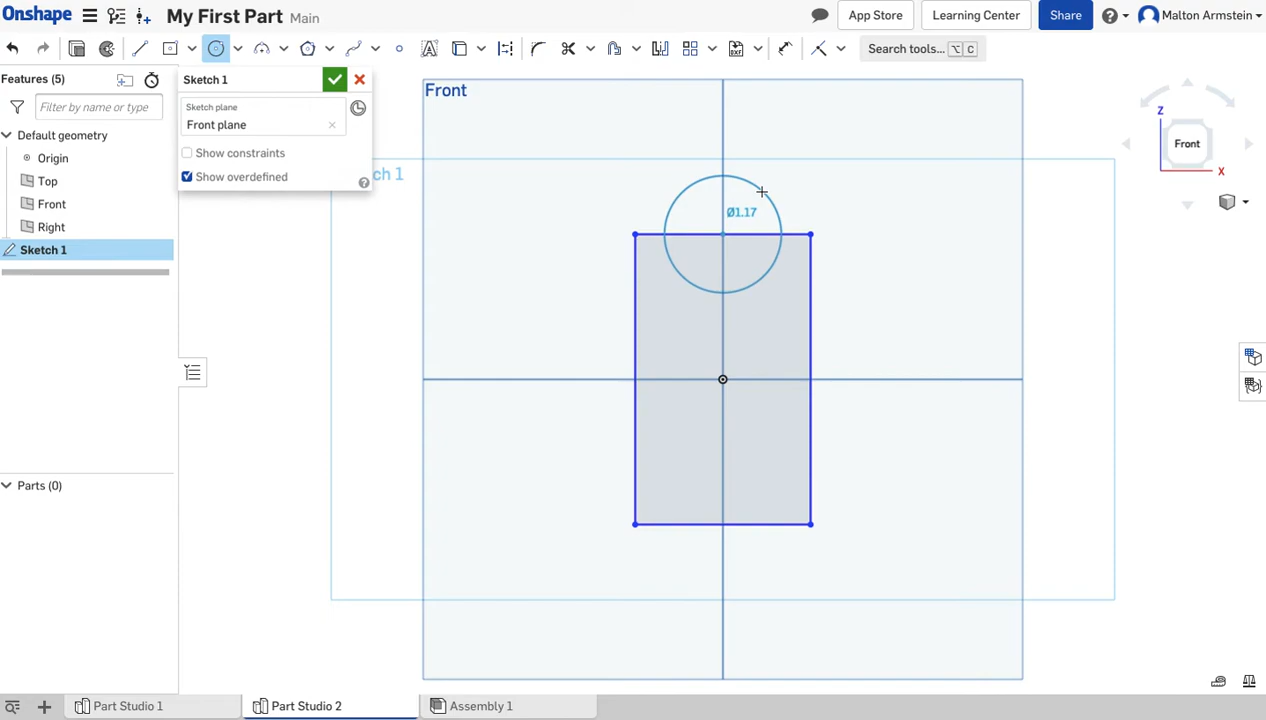 Onshape My First Part Main App Store Learning Center Share Malton Armstein
Search tools... ⌥ C
Features (5)
Filter by name or type
Default geometry
Origin
Top
Front
Right
Sketch 1
Parts (0)
Sketch 1
Sketch plane
Front plane
Show constraints
Show overdefined
ch 1
Front
Ø1.17
Z
Front
X
Part Studio 1 Part Studio 2 Assembly 1